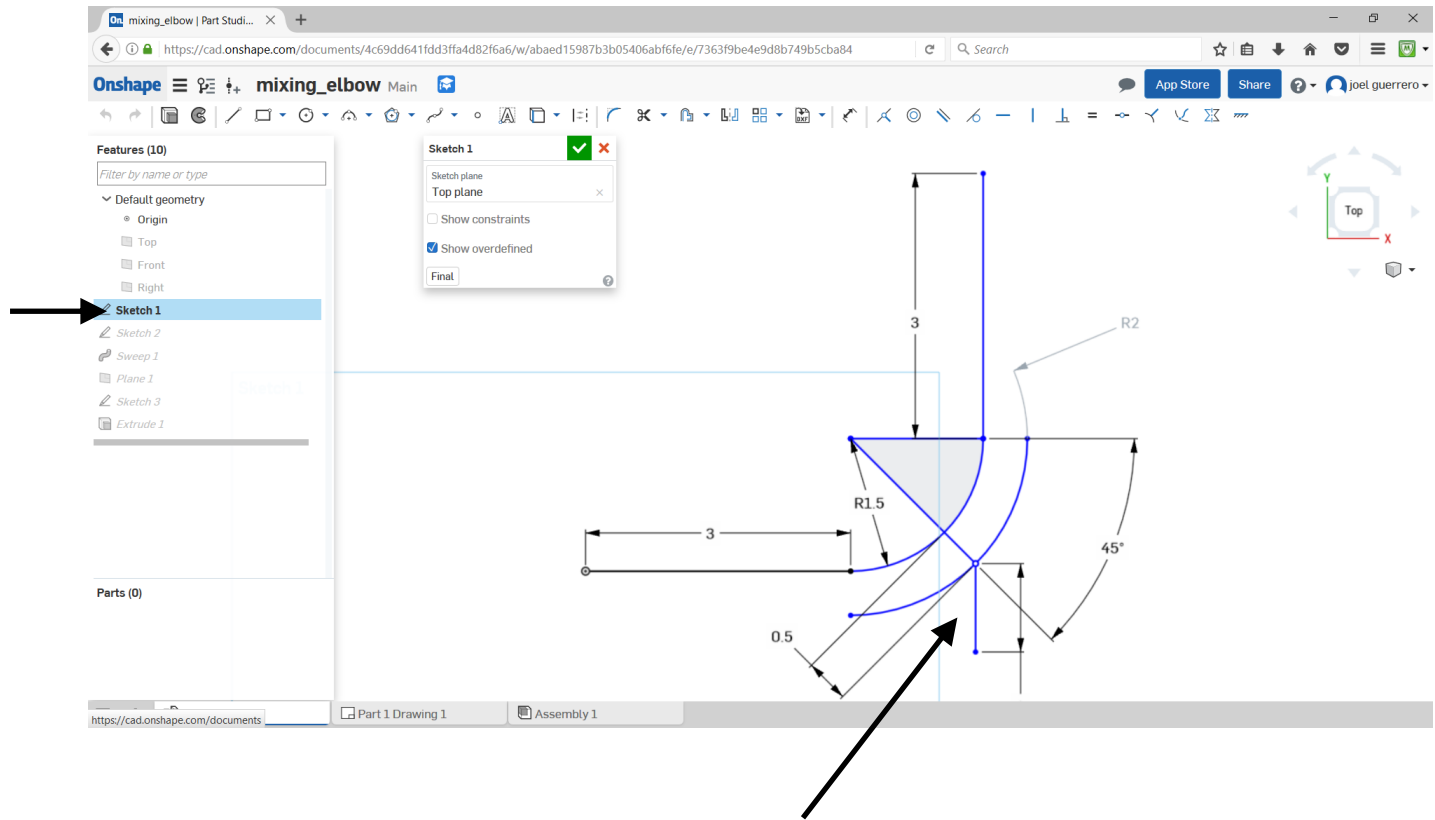 On. mixing_elbow | Part Studi... × +
https://cad.onshape.com/documents/4c69dd641fdd3ffa4d82f6a6/w/abaed15987b3b05406abf6fe/e/7363f9be4e9d8b749b5cba84
Search
Onshape mixing_elbow Main
App Store Share joel guerrero
DXF
Features (10)
Filter by name or type
Default geometry
Origin
Top
Front
Right
Sketch 1
Sketch 2
Sweep 1
Plane 1
Sketch 3
Extrude 1
Parts (0)
Sketch 1
Sketch plane
Top plane
Show constraints
Show overdefined
Final
Y
Top
X
3
R2
R1.5
3
45°
0.5
https://cad.onshape.com/documents
Part 1 Drawing 1
Assembly 1